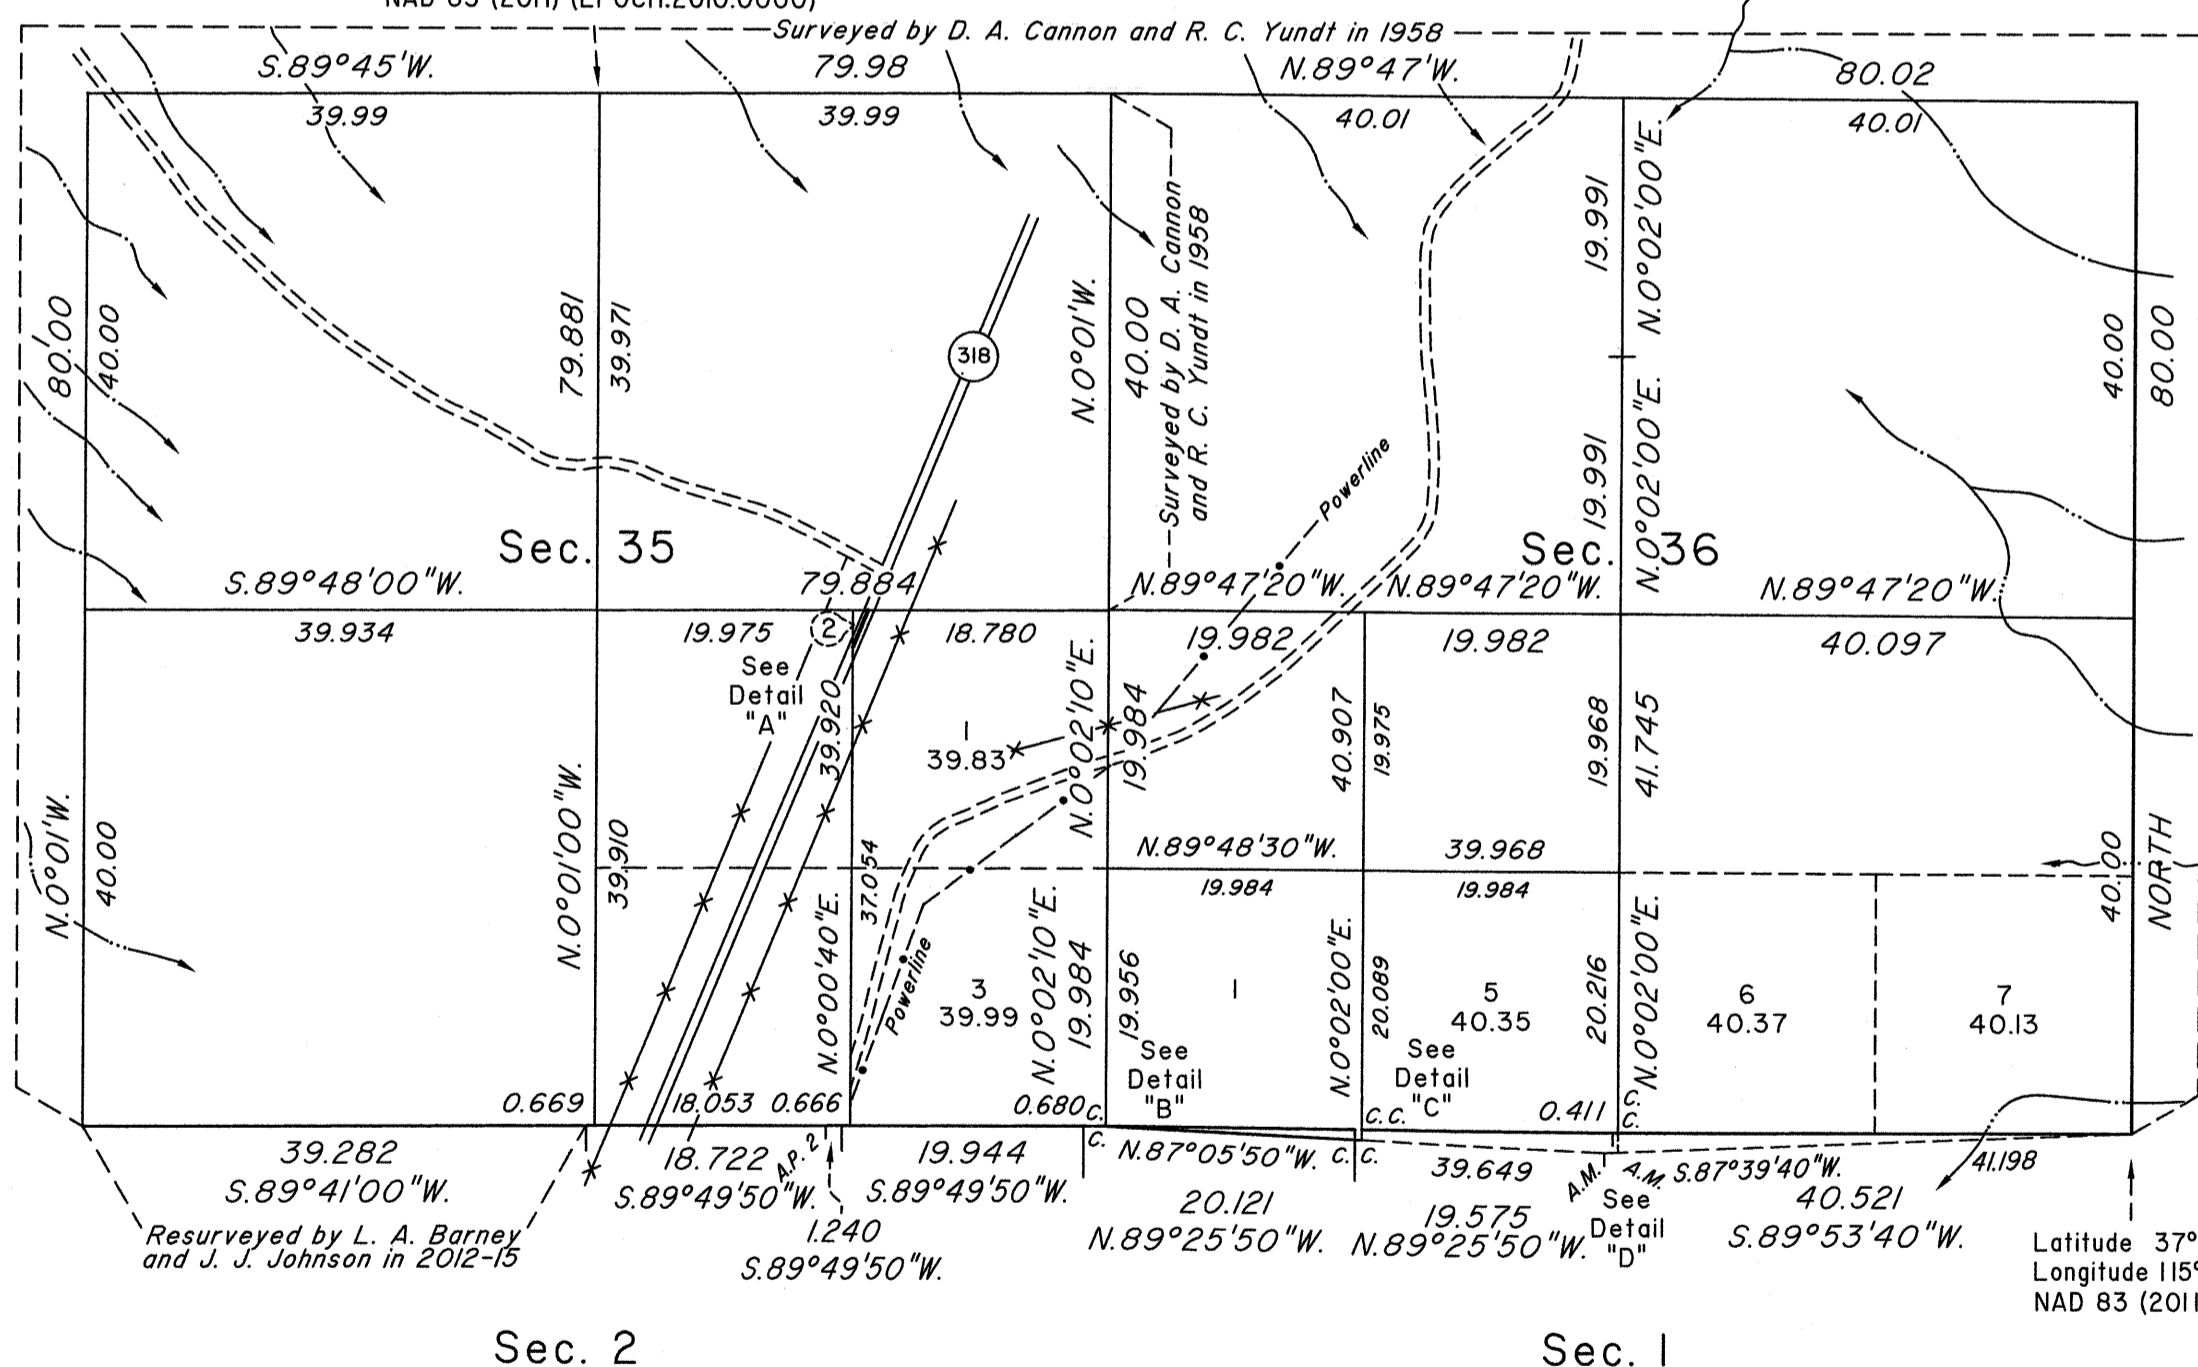 Surveyed by D. A. Cannon and R. C. Yundt in 1958
S.89°45'W.
79.98
N.89°47'W.
80.02
39.99
39.99
40.01
40.01
N.0°02'00"E.
19.991
Surveyed by D. A. Cannon
and R. C. Yundt in 1958
80.00
40.00
79.881
39.971
318
N.0°01'W.
40.00
40.00
80.00
Powerline
19.991
N.0°02'00"E.
Sec. 35
Sec. 36
S.89°48'00"W.
79.884
N.89°47'20"W.
N.89°47'20"W.
N.89°47'20"W.
39.934
19.975
2
18.780
19.982
19.982
40.097
See
Detail
"A"
39.920
1
39.83
N.0°02'10"E.
19.984
40.907
19.975
19.968
41.745
N.0°01'W.
40.00
N.0°01'00"W.
39.910
37.054
N.89°48'30"W.
39.968
19.984
19.984
40.00
NORTH
N.0°00'40"E.
Powerline
3
39.99
N.0°02'10"E.
19.984
19.956
1
See
Detail
"B"
N.0°02'00"E.
20.089
5
40.35
See
Detail
"C"
20.216
N.0°02'00"E.
6
40.37
7
40.13
0.669
18.053
0.666
0.680
C.
C.
C.C.
0.411
C.
C.
39.282
S.89°41'00"W.
18.722
S.89°49'50"W.
A.P. 2
1.240
S.89°49'50"W.
19.944
S.89°49'50"W.
N.87°05'50"W.
C.
C.
20.121
N.89°25'50"W.
39.649
19.575
N.89°25'50"W.
A.M.
A.M.
See
Detail
"D"
S.87°39'40"W.
41.198
40.521
S.89°53'40"W.
Resurveyed by L. A. Barney
and J. J. Johnson in 2012-15
Latitude 37°
Longitude 115°
NAD 83 (2011
Sec. 2
Sec. 1